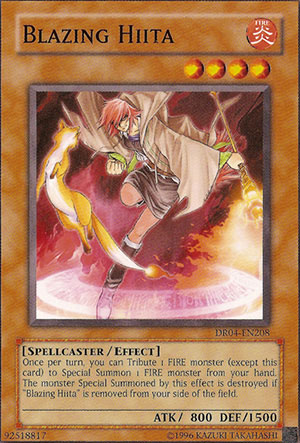 BLAZING HIITA
FIRE
炎
DR04-EN208
[SPELLCASTER / EFFECT]
Once per turn, you can Tribute 1 FIRE monster (except this
card) to Special Summon 1 FIRE monster from your hand.
The monster Special Summoned by this effect is destroyed if
"Blazing Hiita" is removed from your side of the field.
ATK/ 800 DEF/1500
92518817
©1996 KAZUKI TAKAHASHI